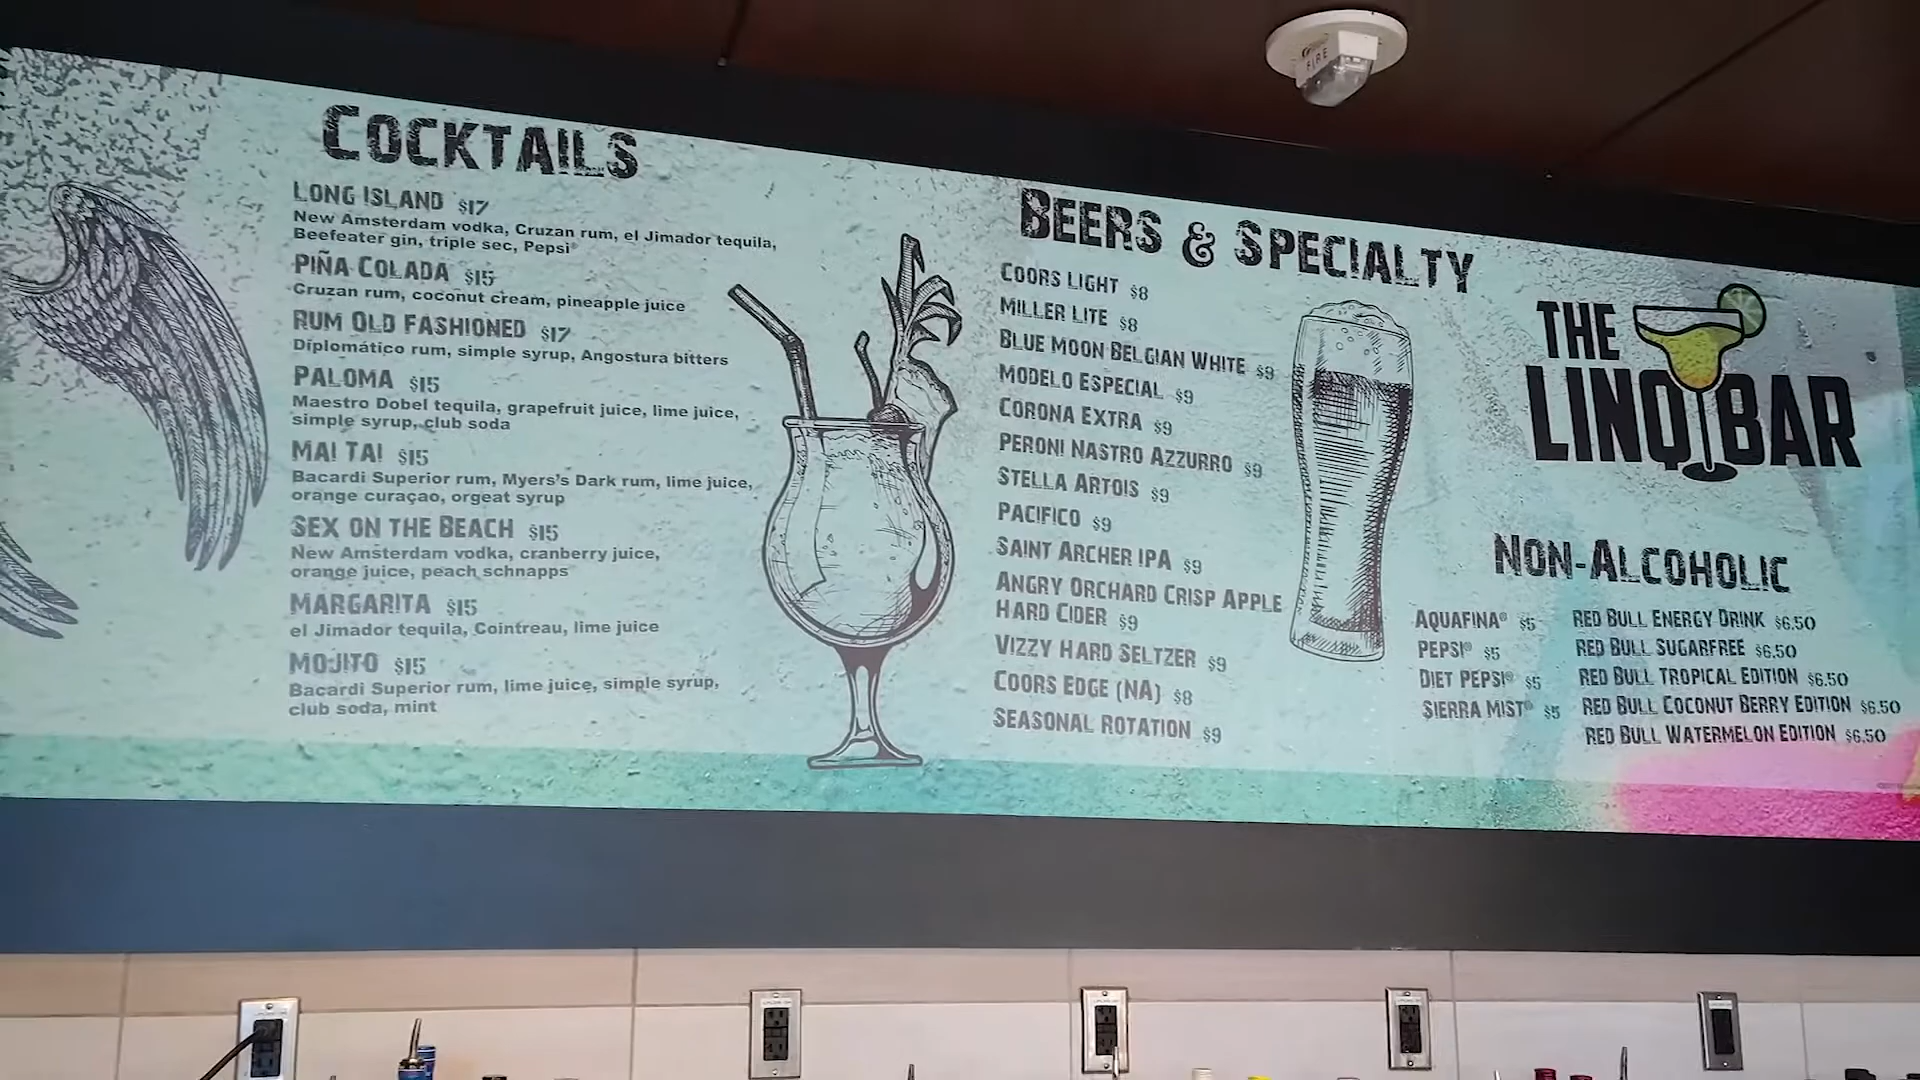 COCKTAILS
LONG ISLAND $17
New Amsterdam vodka, Cruzan rum, el Jimador tequila,
Beefeater gin, triple sec, Pepsi®
PIÑA COLADA $15
Cruzan rum, coconut cream, pineapple juice
RUM OLD FASHIONED $17
Diplomático rum, simple syrup, Angostura bitters
PALOMA $15
Maestro Dobel tequila, grapefruit juice, lime juice,
simple syrup, club soda
MAI TAI $15
Bacardi Superior rum, Myers's Dark rum, lime juice,
orange curaçao, orgeat syrup
SEX ON THE BEACH $15
New Amsterdam vodka, cranberry juice,
orange juice, peach schnapps
MARGARITA $15
el Jimador tequila, Cointreau, lime juice
MOJITO $15
Bacardi Superior rum, lime juice, simple syrup,
club soda, mint
BEERS & SPECIALTY
COORS LIGHT $8
MILLER LITE $8
BLUE MOON BELGIAN WHITE $9
MODELO ESPECIAL $9
CORONA EXTRA $9
PERONI NASTRO AZZURRO $9
STELLA ARTOIS $9
PACIFICO $9
SAINT ARCHER IPA $9
ANGRY ORCHARD CRISP APPLE
HARD CIDER $9
VIZZY HARD SELTZER $9
COORS EDGE (NA) $8
SEASONAL ROTATION $9
THE
LINQ BAR
NON-ALCOHOLIC
AQUAFINA® $5
PEPSI® $5
DIET PEPSI® $5
SIERRA MIST® $5
RED BULL ENERGY DRINK $6.50
RED BULL SUGARFREE $6.50
RED BULL TROPICAL EDITION $6.50
RED BULL COCONUT BERRY EDITION $6.50
RED BULL WATERMELON EDITION $6.50
FIRE